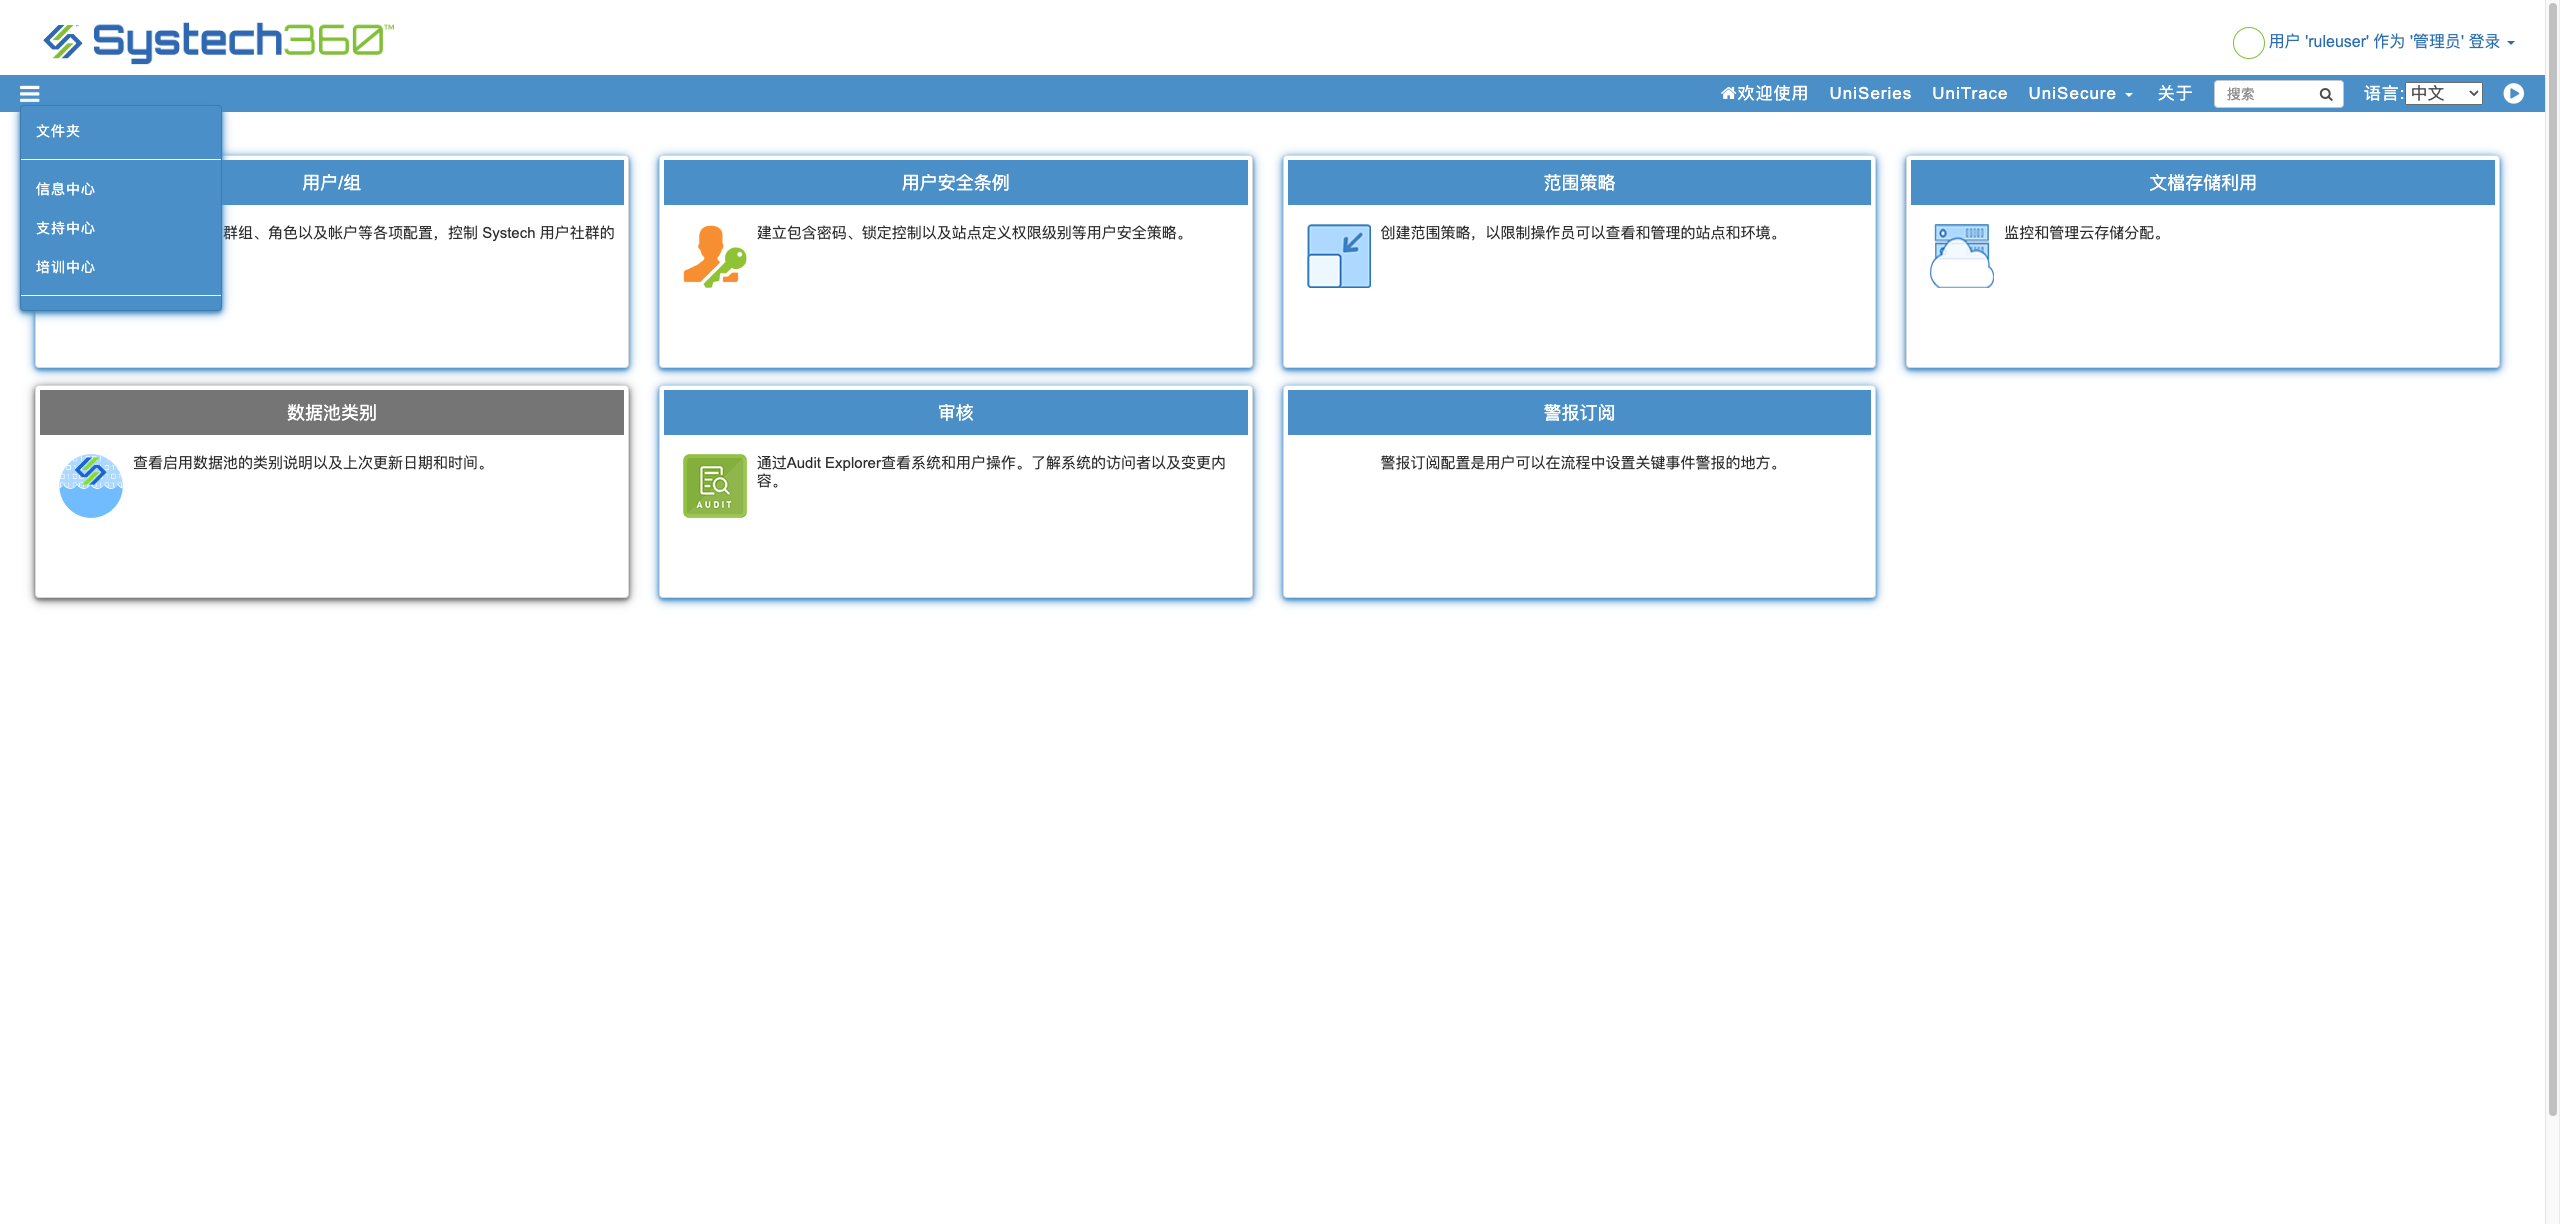 Systech360™
用户 'ruleuser' 作为 '管理员' 登录
欢迎使用 UniSeries UniTrace UniSecure 关于 搜索 语言: 中文
文件夹
信息中心
支持中心
培训中心
用户/组
群组、角色以及帐户等各项配置，控制 Systech 用户社群的
用户安全条例
建立包含密码、锁定控制以及站点定义权限级别等用户安全策略。
范围策略
创建范围策略，以限制操作员可以查看和管理的站点和环境。
文檔存储利用
监控和管理云存储分配。
数据池类别
查看启用数据池的类别说明以及上次更新日期和时间。
审核
通过Audit Explorer查看系统和用户操作。了解系统的访问者以及变更内
容。
AUDIT
警报订阅
警报订阅配置是用户可以在流程中设置关键事件警报的地方。